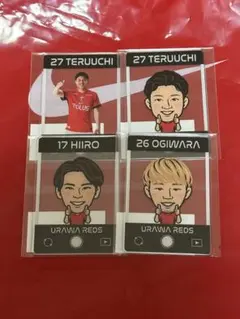 27 TERUUCHI
27 TERUUCHI
17 HIIRO
26 OGIWARA
URAWA REDS
URAWA REDS